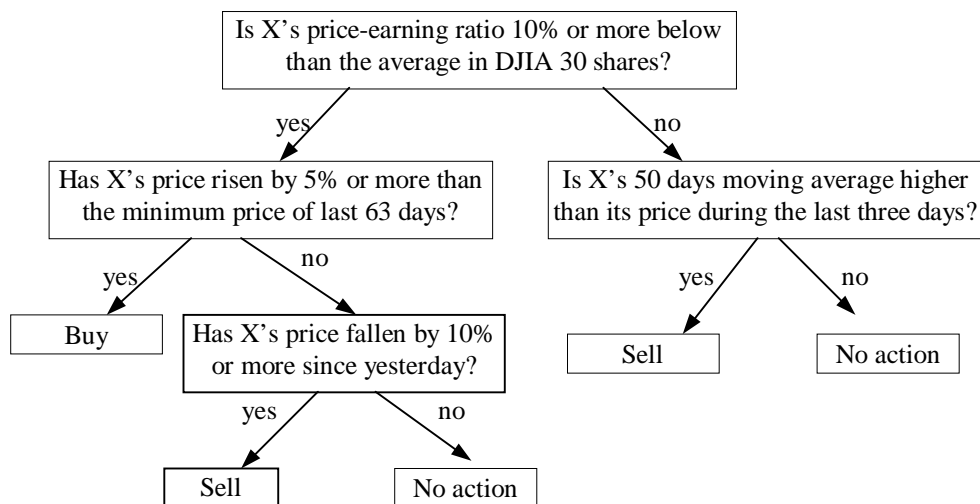 Is X's price-earning ratio 10% or more below
than the average in DJIA 30 shares?
yes
no
Has X's price risen by 5% or more than
the minimum price of last 63 days?
Is X's 50 days moving average higher
than its price during the last three days?
yes
no
yes
no
Buy
Has X's price fallen by 10%
or more since yesterday?
Sell
No action
yes
no
Sell
No action